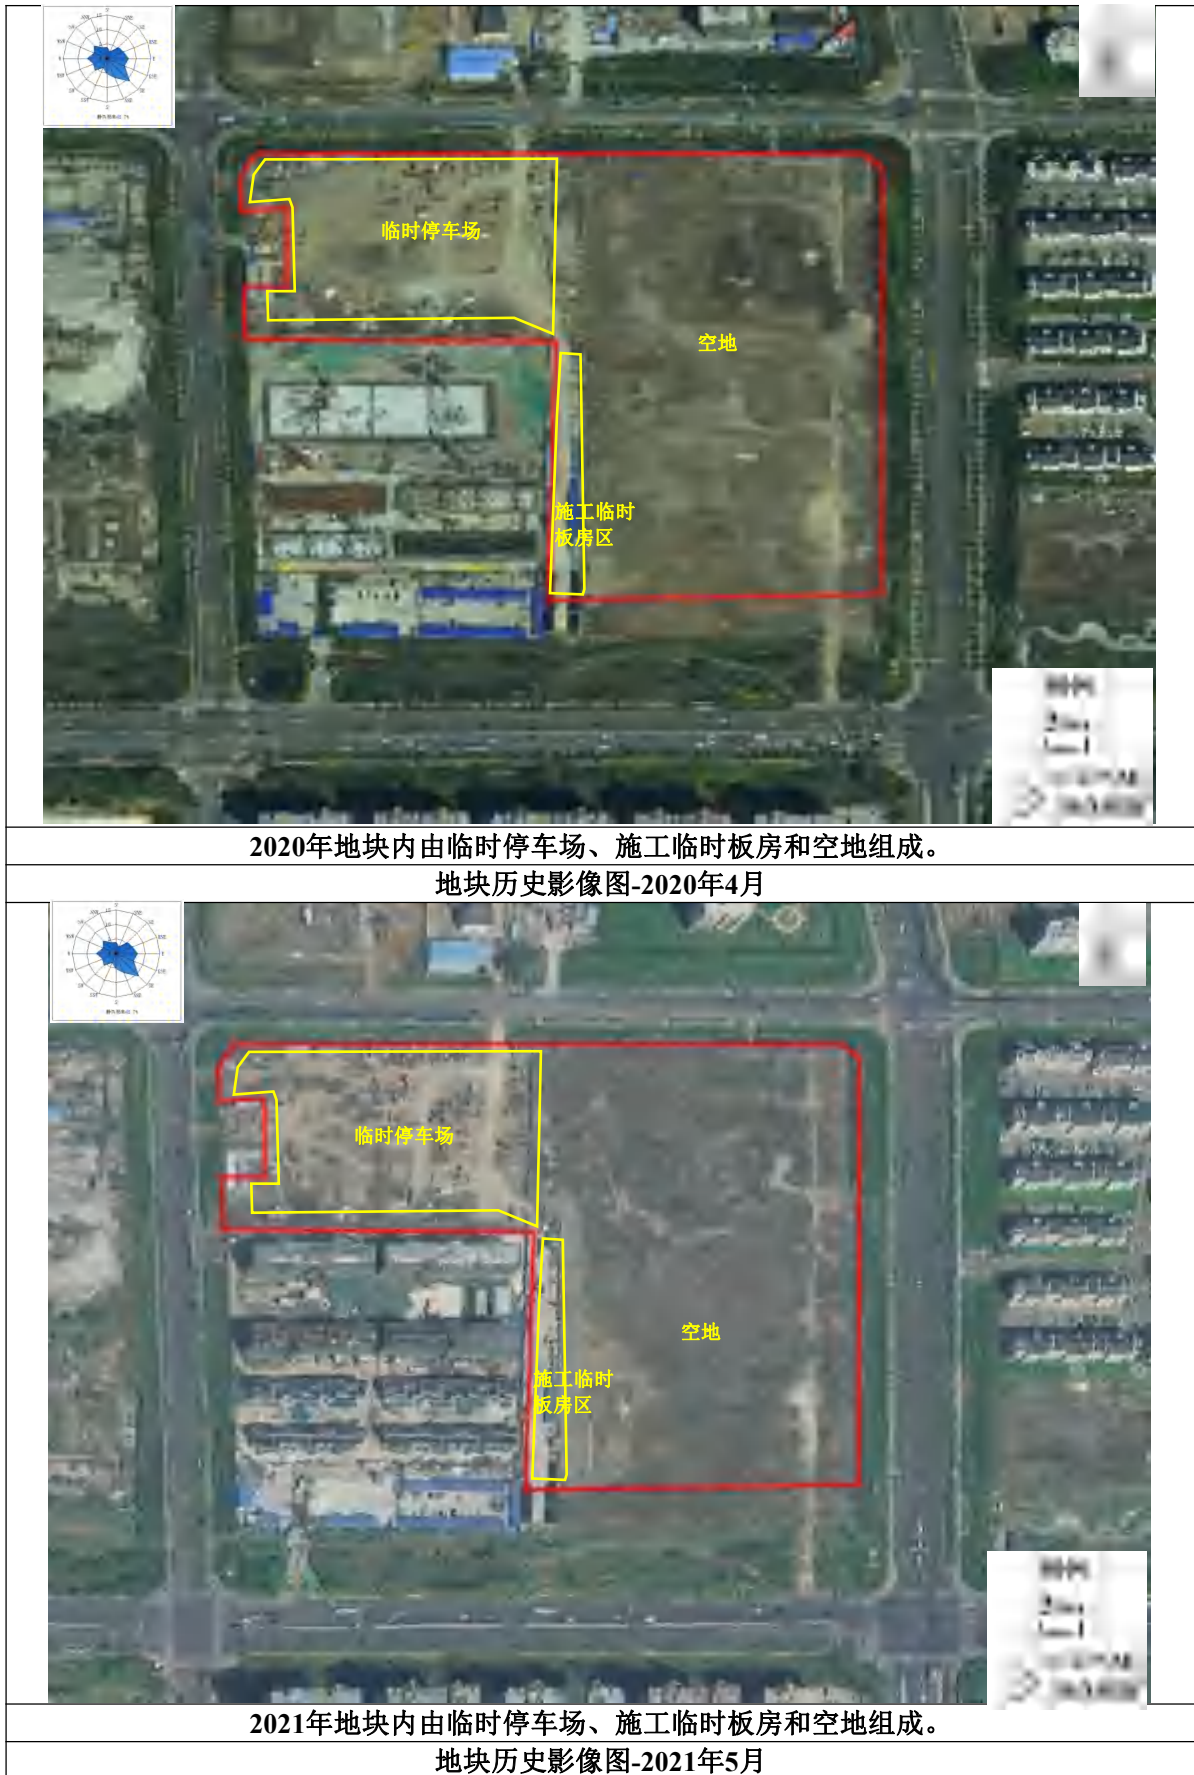 临时停车场
空地
施工临时
板房区
2020年地块内由临时停车场、施工临时板房和空地组成。
地块历史影像图-2020年4月
临时停车场
空地
施工临时
板房区
2021年地块内由临时停车场、施工临时板房和空地组成。
地块历史影像图-2021年5月